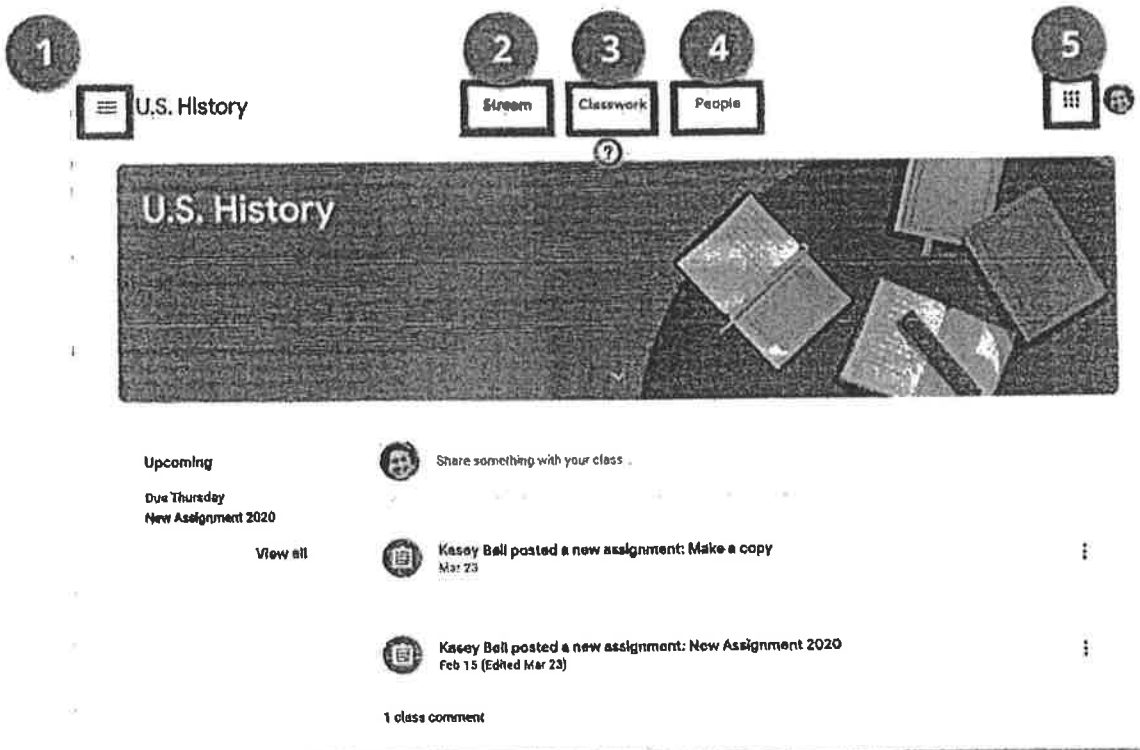 1
2
3
4
5
U.S. History
Stream
Classwork
People
?
U.S. History
Upcoming
Due Thursday
New Assignment 2020
View all
Share something with your class ..
Kasey Bell posted a new assignment: Make a copy
Mar 23
Kasey Bell posted a new assignment: New Assignment 2020
Feb 15 (Edited Mar 23)
1 class comment